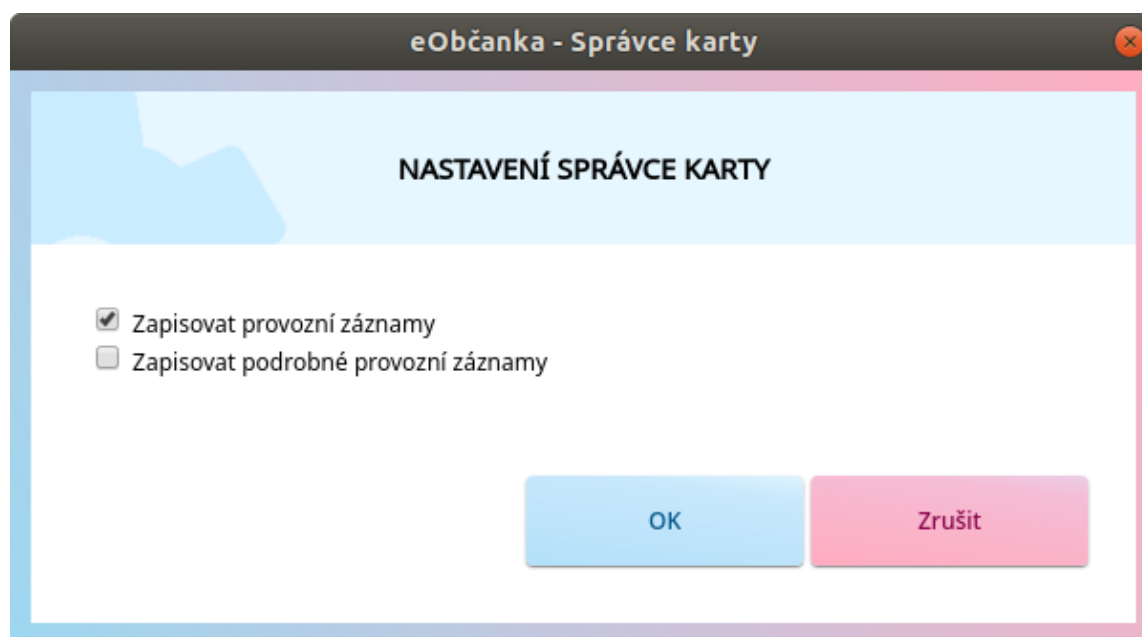 eObčanka - Správce karty
NASTAVENÍ SPRÁVCE KARTY
Zapisovat provozní záznamy
Zapisovat podrobné provozní záznamy
OK
Zrušit